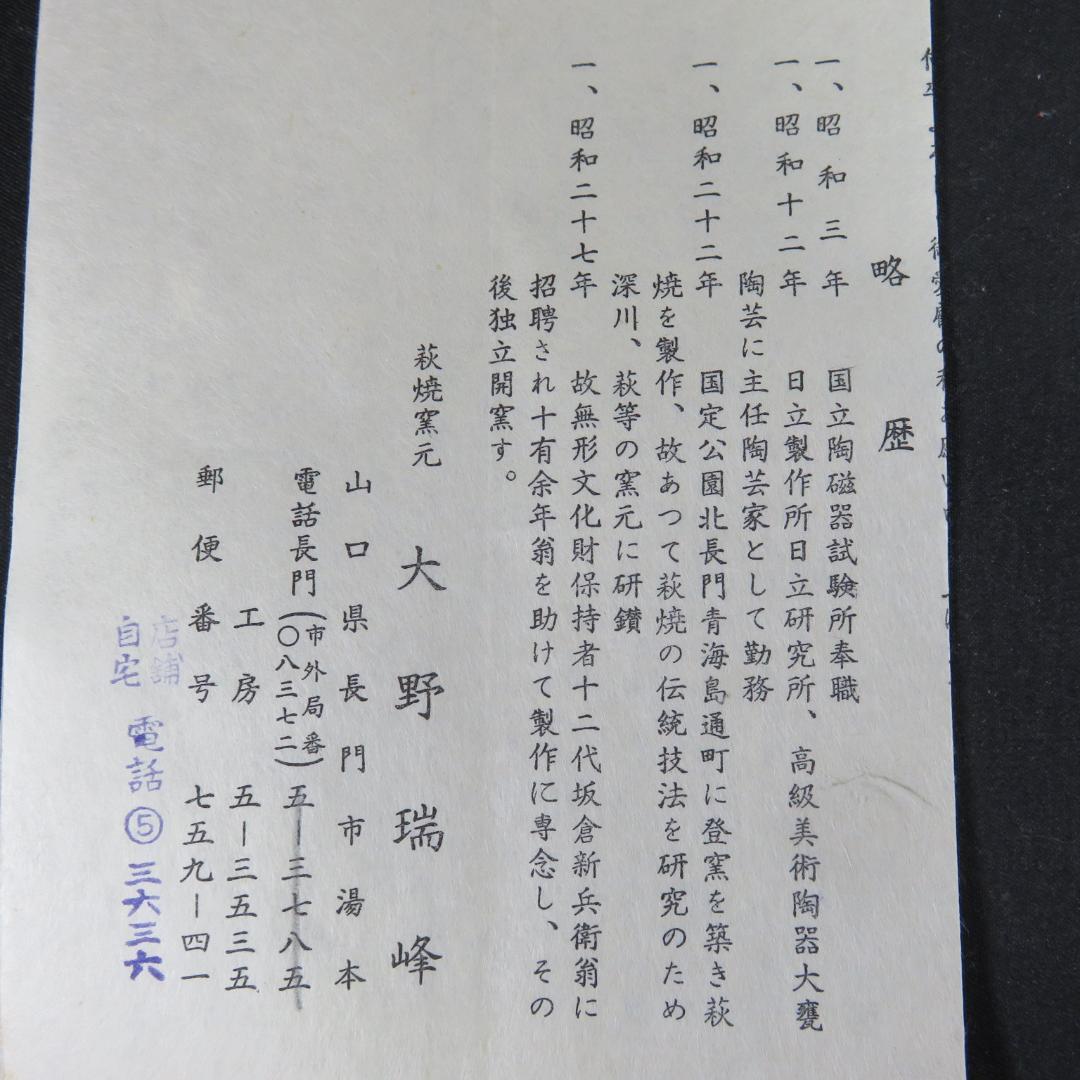 略歴
一、昭和三年 国立陶磁器試験所奉職
一、昭和十二年 日立製作所日立研究所、高級美術陶器大甕
陶芸に主任陶芸家として勤務
一、昭和二十二年 国定公園北長門青海島通町に登窯を築き萩
焼を製作、故あつて萩焼の伝統技法を研究のため
深川、萩等の窯元に研鑽
一、昭和二十七年 故無形文化財保持者十二代坂倉新兵衛翁に
招聘され十有余年翁を助けて製作に専念し、その
後独立開窯す。
萩焼窯元 大野瑞峰
山口県長門市湯本
電話長門(市外局番〇八三七二)五―三七八五
工房 五―三五三五
郵便番号 七五九―四一
店舗
自宅 電話⑤三六三六